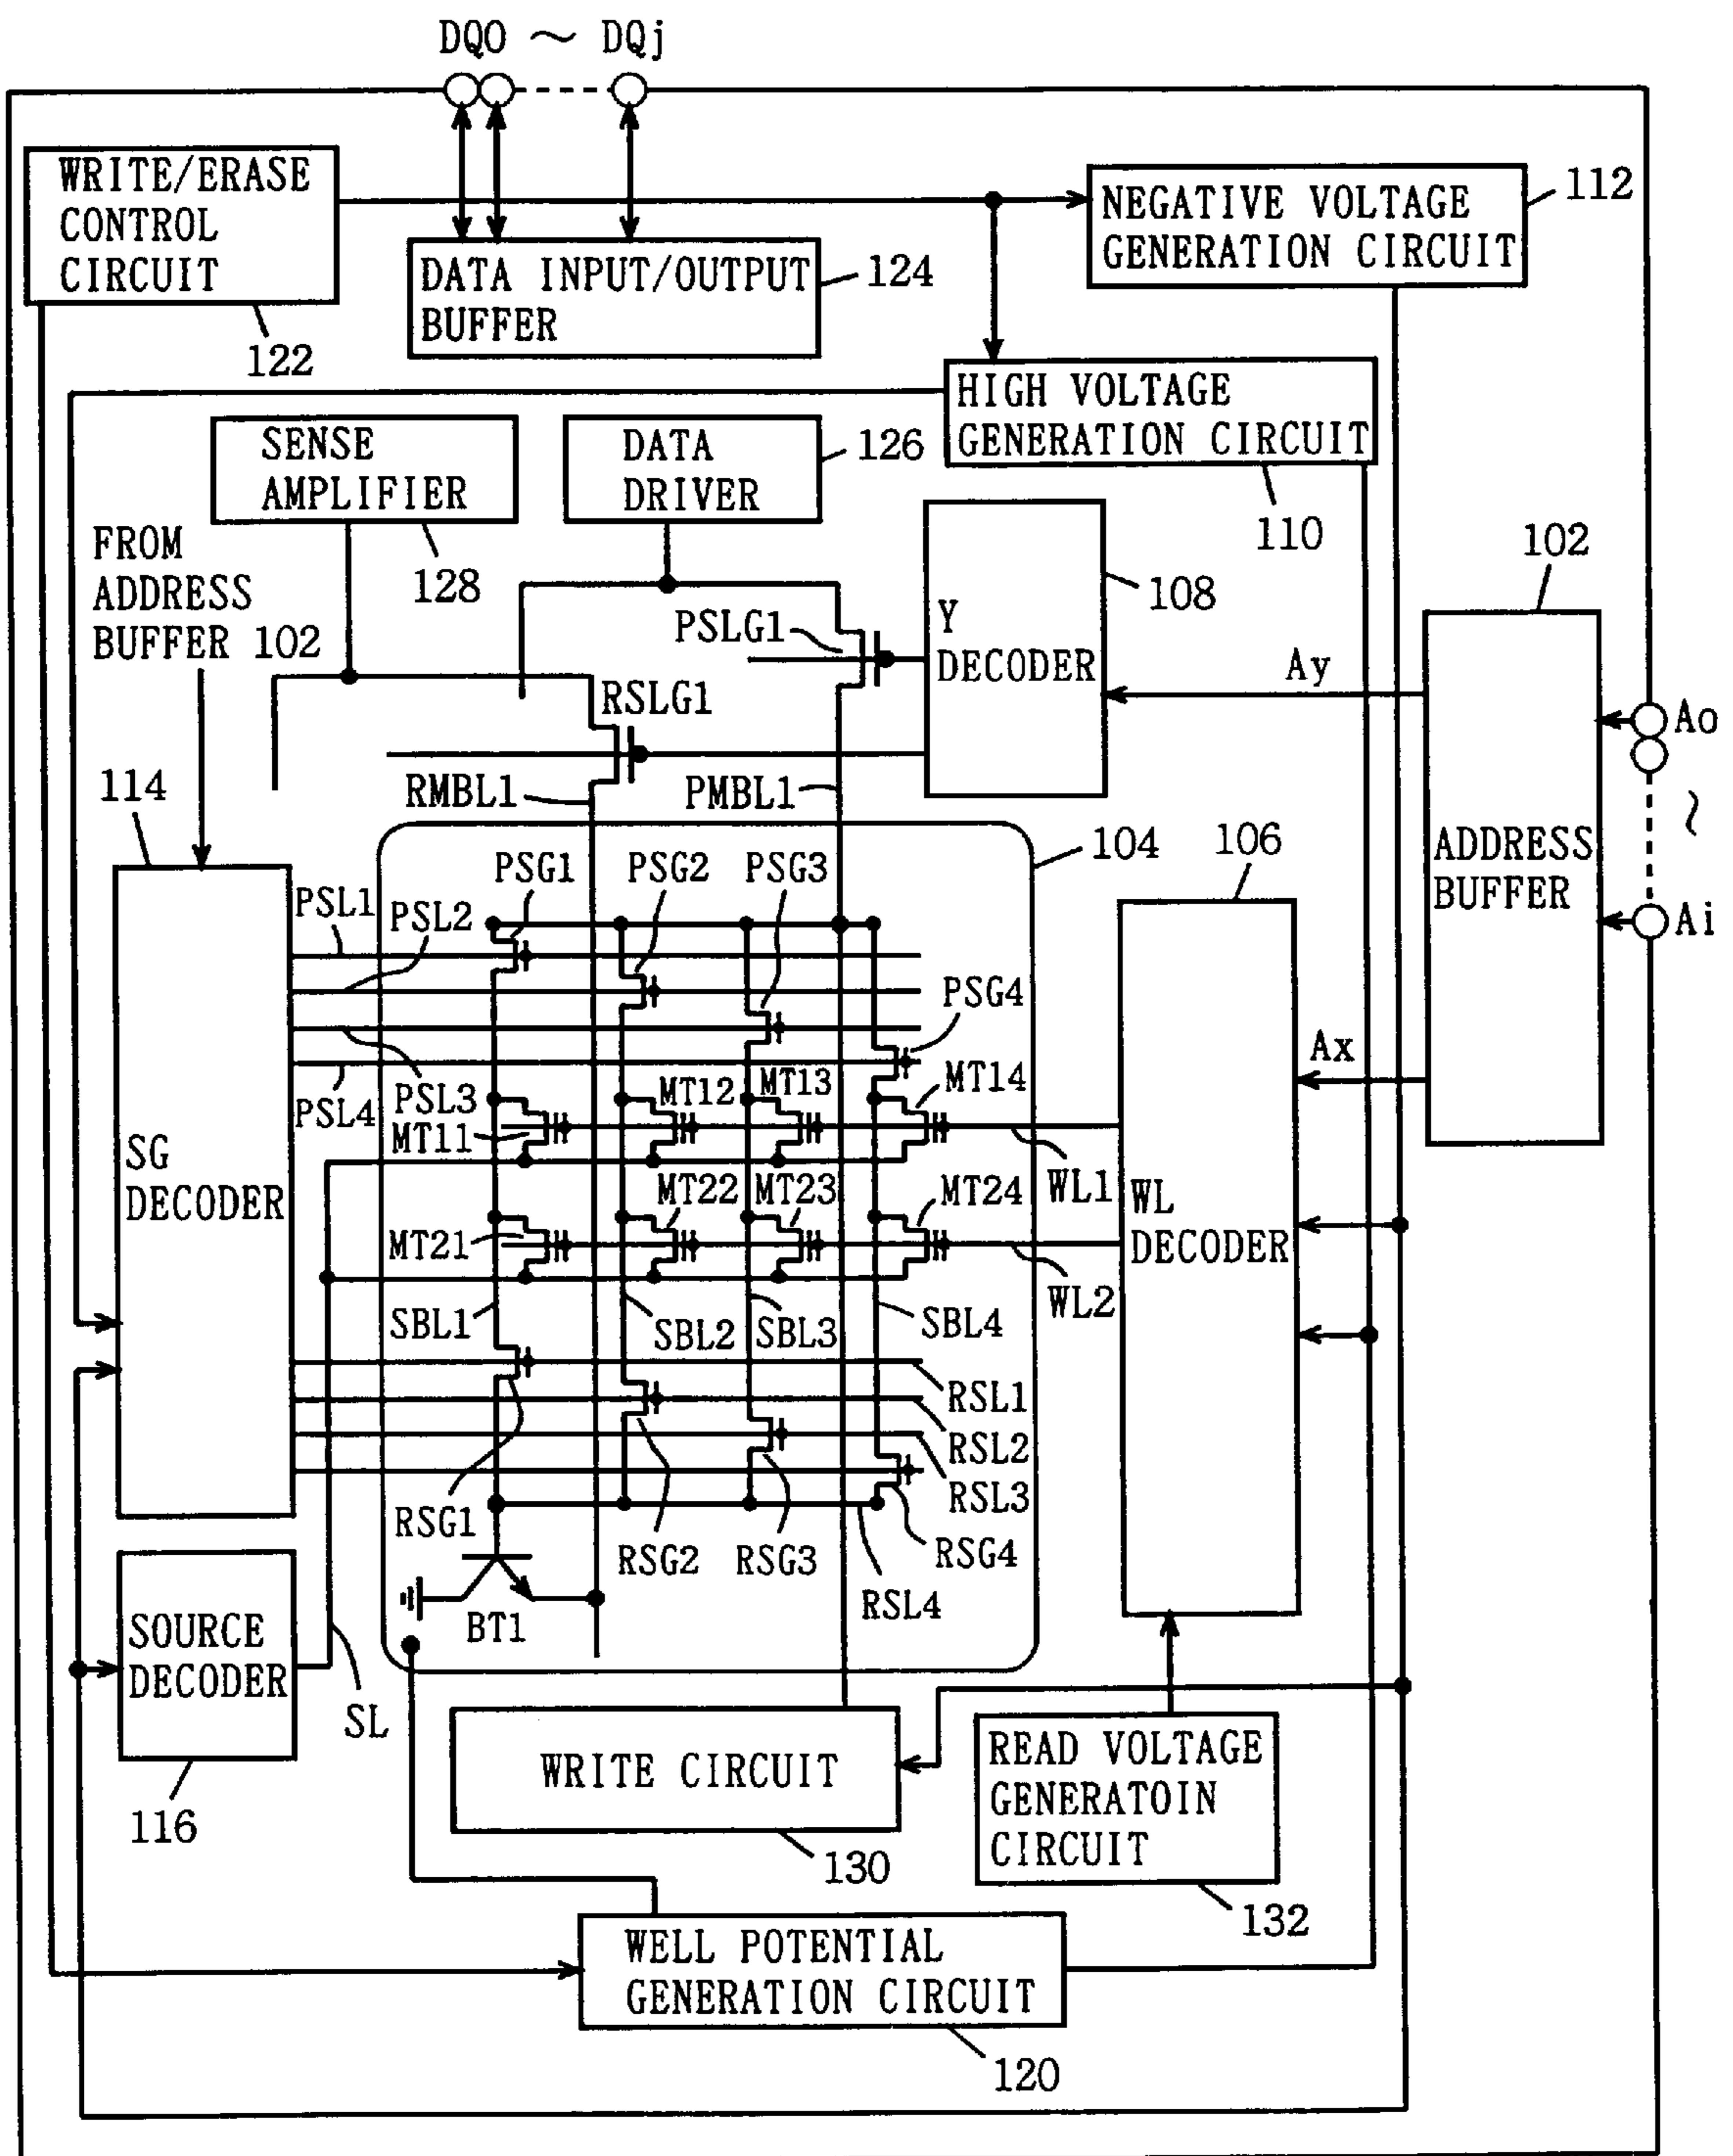 DQ0 ~ DQj
WRITE/ERASE
CONTROL
CIRCUIT
122
DATA INPUT/OUTPUT
BUFFER
124
NEGATIVE VOLTAGE
GENERATION CIRCUIT
112
HIGH VOLTAGE
GENERATION CIRCUIT
110
SENSE
AMPLIFIER
128
DATA
DRIVER
126
FROM
ADDRESS
BUFFER 102
PSLG1
RSLG1
Y
DECODER
108
102
ADDRESS
BUFFER
Ay
Ao
~
Ai
114
RMBL1
PMBL1
104
106
PSG1
PSG2
PSG3
PSL1
PSL2
PSG4
PSL3
PSL4
Ax
MT12
MT13
MT14
MT11
SG
DECODER
WL1
WL
DECODER
MT22
MT23
MT24
MT21
WL2
SBL1
SBL2
SBL3
SBL4
RSL1
RSL2
RSL3
RSG1
RSG2
RSG3
RSG4
RSL4
BT1
SOURCE
DECODER
SL
116
WRITE CIRCUIT
130
READ VOLTAGE
GENERATOIN
CIRCUIT
132
WELL POTENTIAL
GENERATION CIRCUIT
120